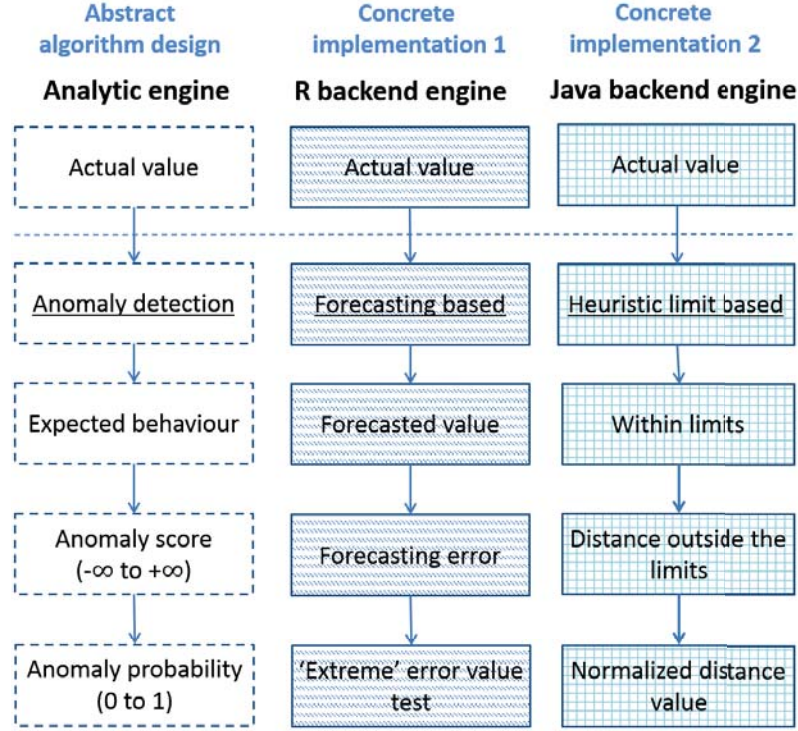 Abstract
algorithm design
Analytic engine
Actual value
Anomaly detection
Expected behaviour
Anomaly score
(-∞ to +∞)
Anomaly probability
(0 to 1)
Concrete
implementation 1
R backend engine
Actual value
Forecasting based
Forecasted value
Forecasting error
‘Extreme’ error value
test
Concrete
implementation 2
Java backend engine
Actual value
Heuristic limit based
Within limits
Distance outside the
limits
Normalized distance
value